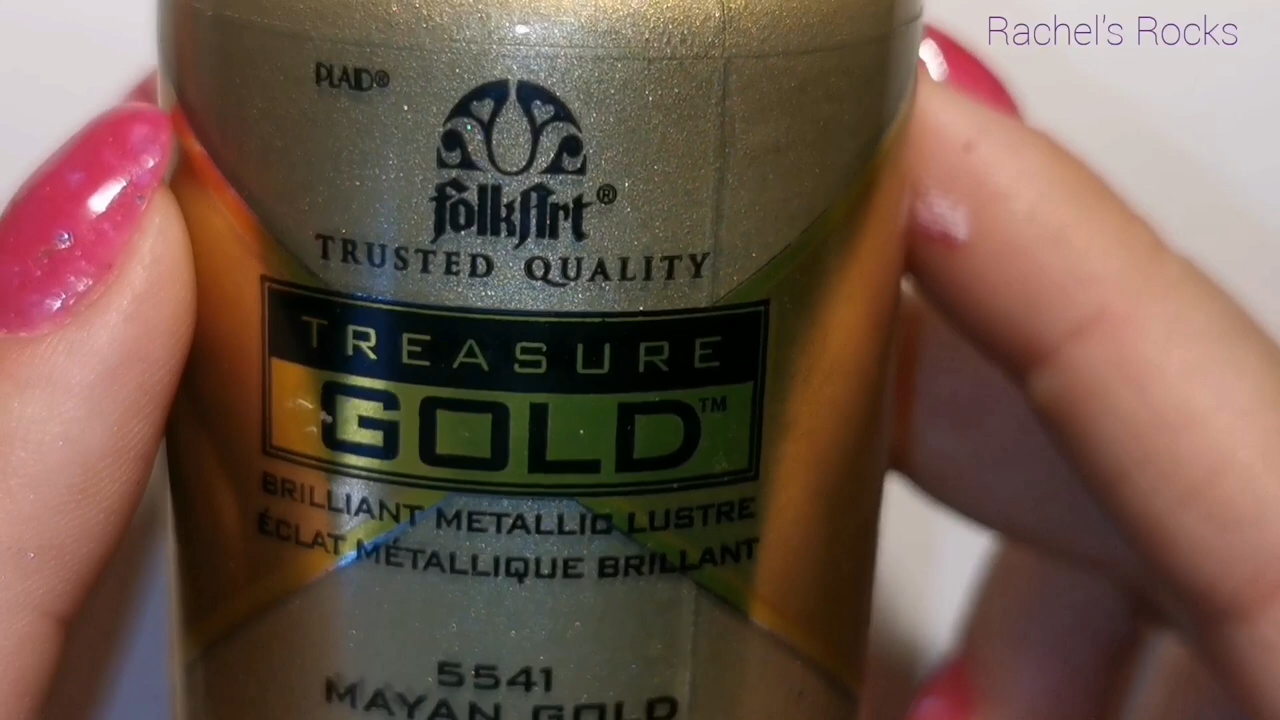 Rachel's Rocks
PLAID®
folkArt®
TRUSTED QUALITY
TREASURE
GOLD™
BRILLIANT METALLIC LUSTRE
ÉCLAT MÉTALLIQUE BRILLANT
5541
MAYAN GOLD